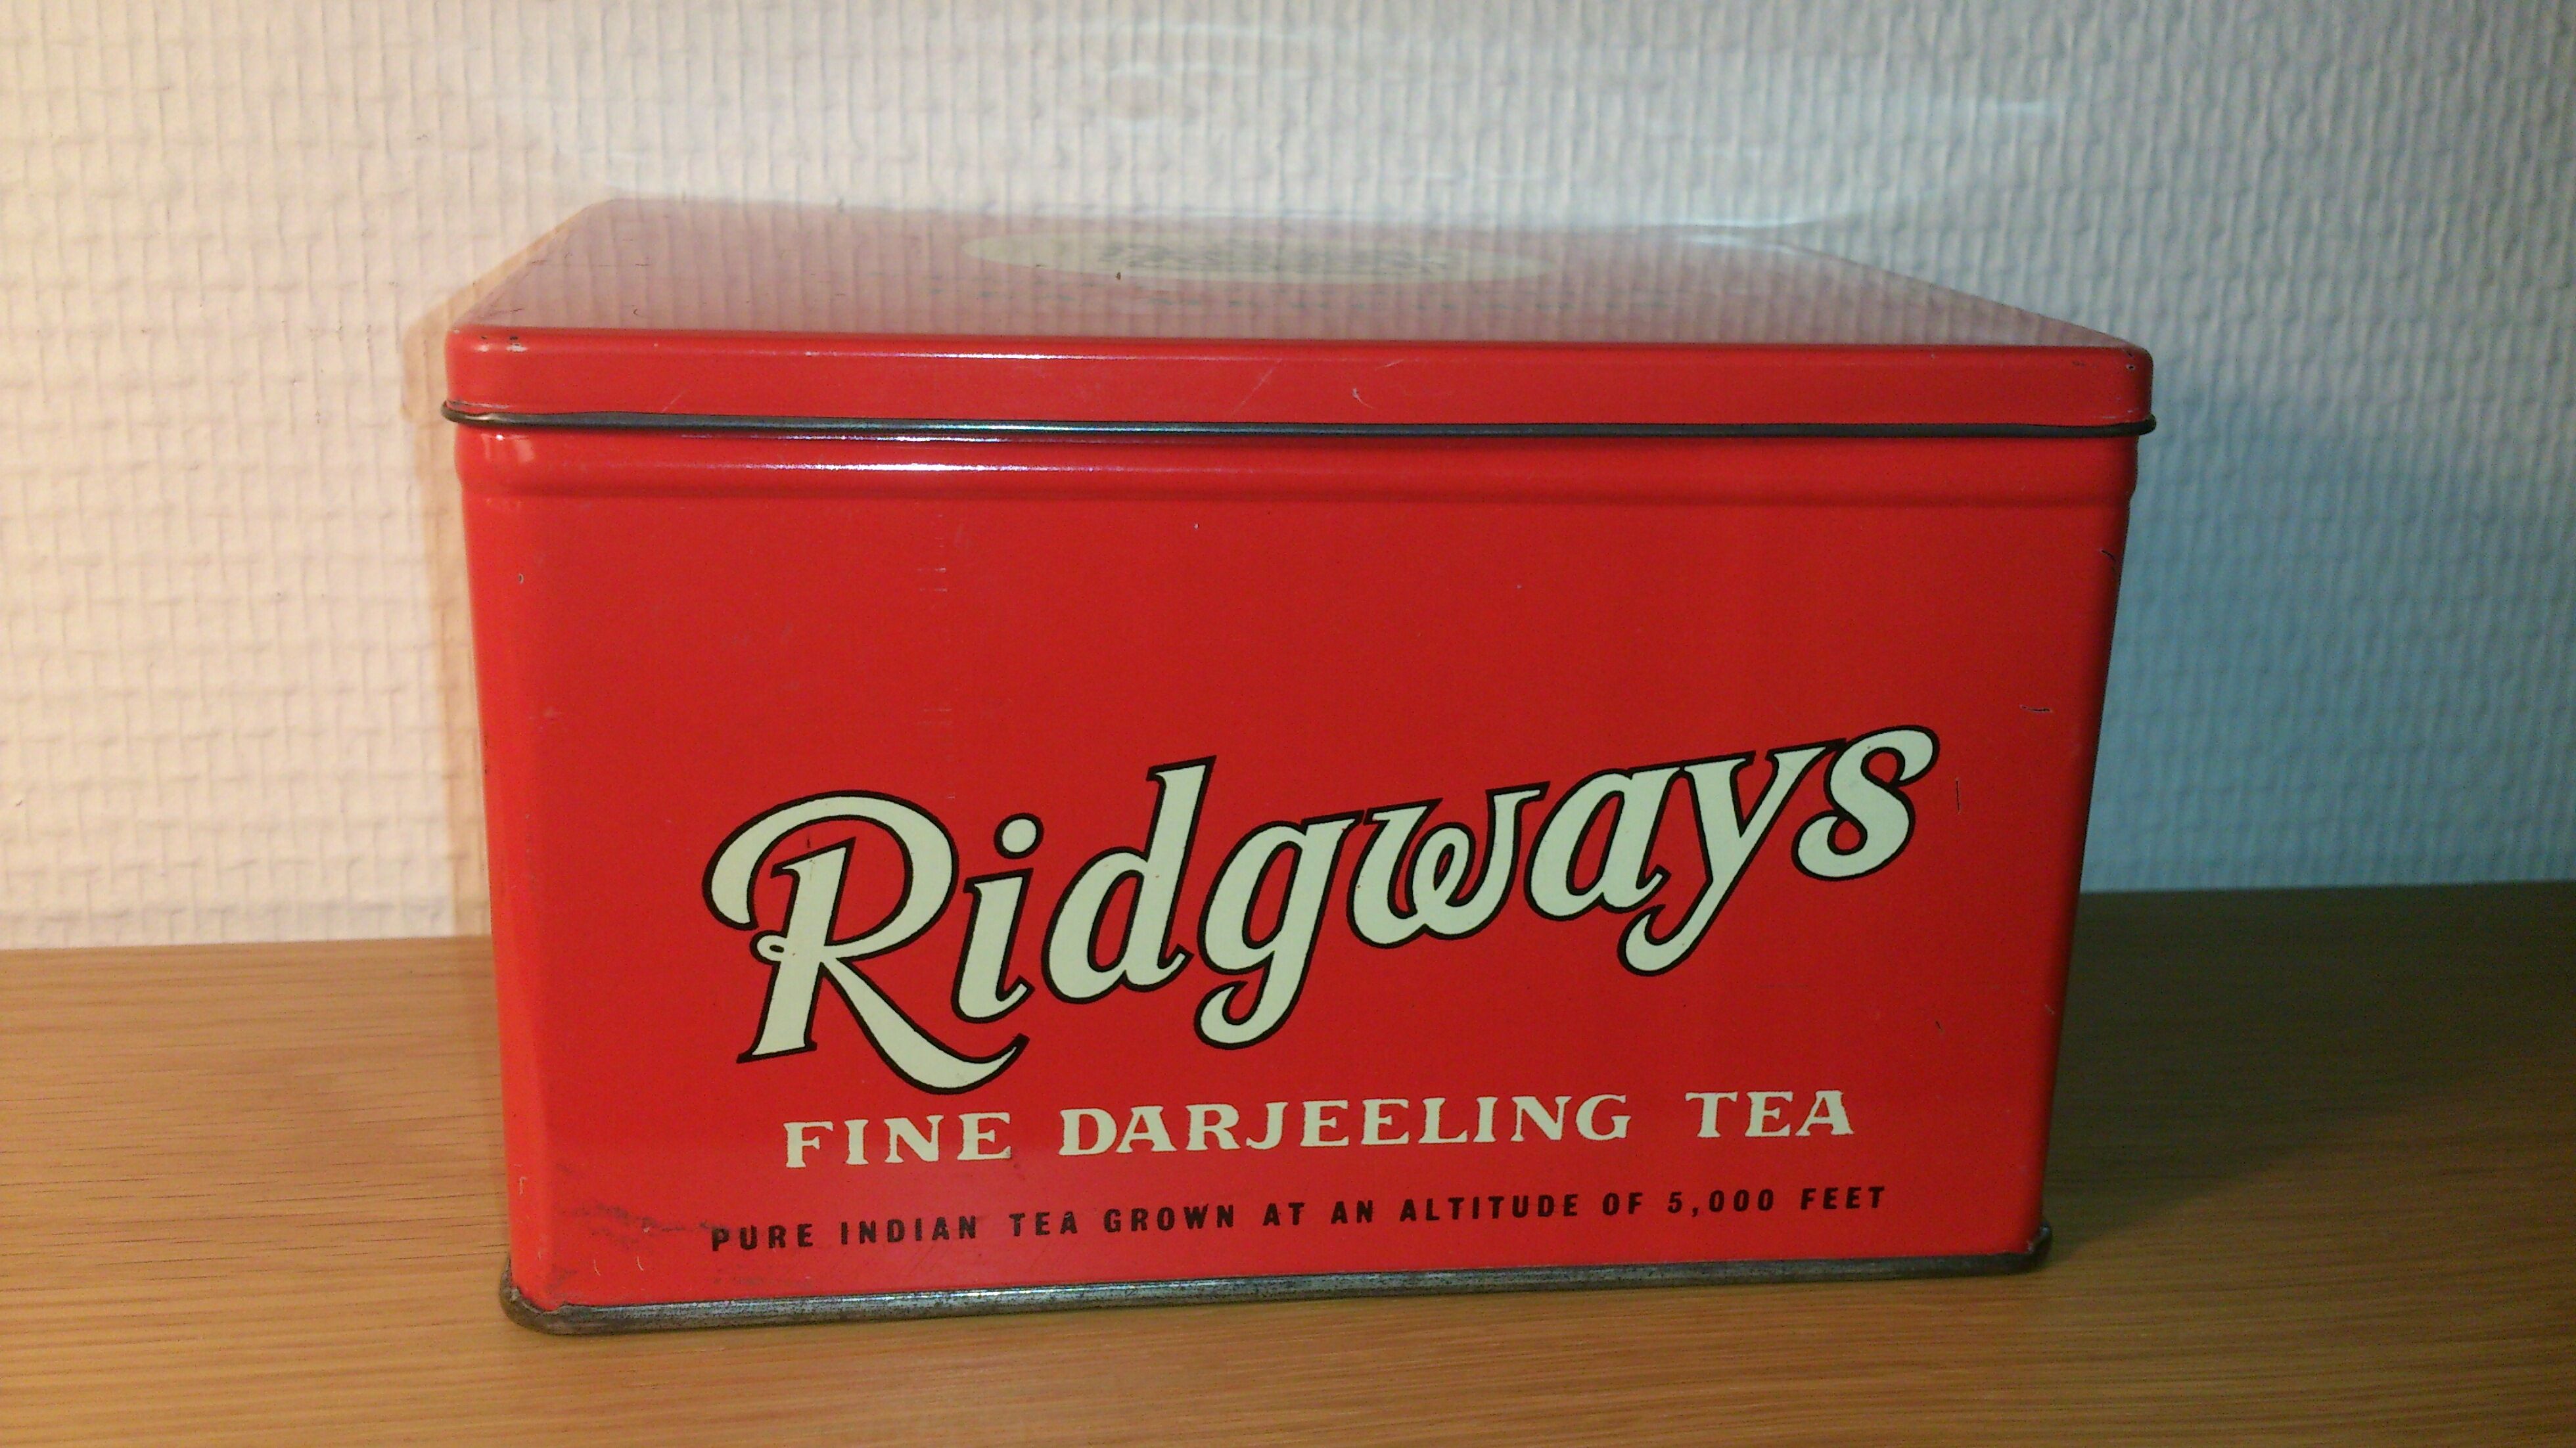 Ridgways
FINE DARJEELING TEA
PURE INDIAN TEA GROWN AT AN ALTITUDE OF 5,000 FEET